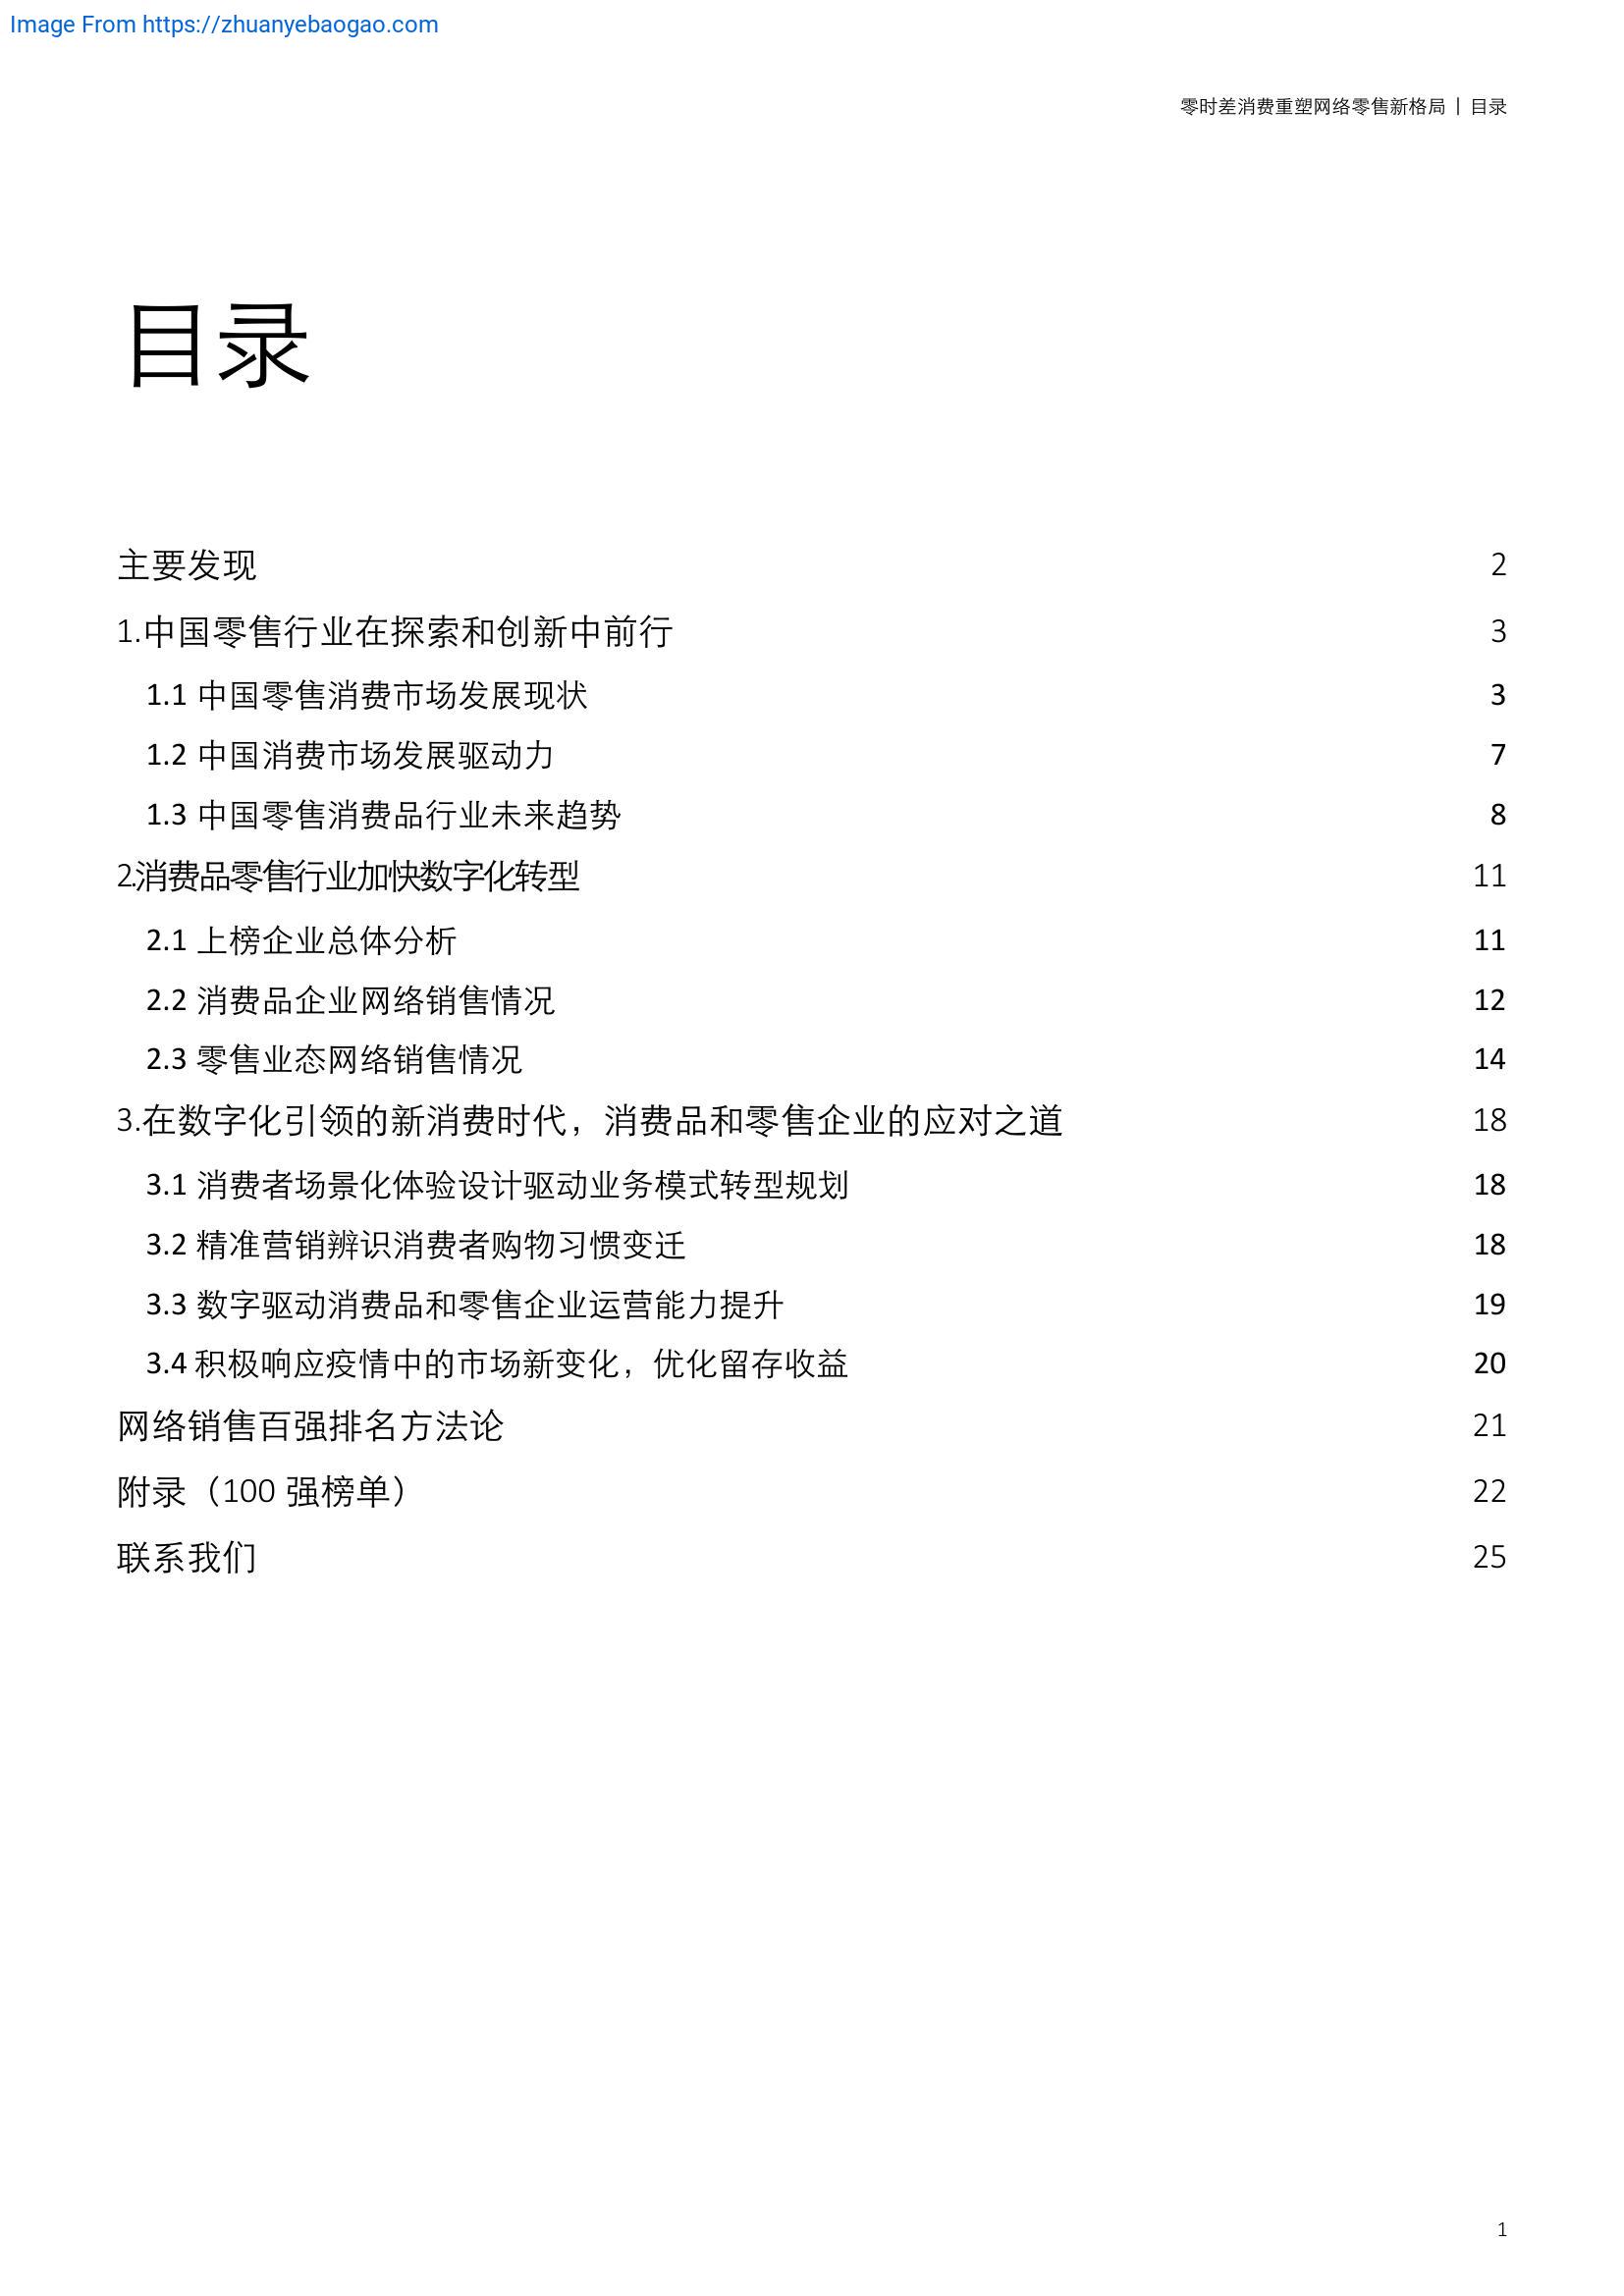 Image From https://zhuanyebaogao.com
零时差消费重塑网络零售新格局 | 目录
目录
主要发现 2
1.中国零售行业在探索和创新中前行 3
1.1 中国零售消费市场发展现状 3
1.2 中国消费市场发展驱动力 7
1.3 中国零售消费品行业未来趋势 8
2.消费品零售行业加快数字化转型 11
2.1 上榜企业总体分析 11
2.2 消费品企业网络销售情况 12
2.3 零售业态网络销售情况 14
3.在数字化引领的新消费时代，消费品和零售企业的应对之道 18
3.1 消费者场景化体验设计驱动业务模式转型规划 18
3.2 精准营销辨识消费者购物习惯变迁 18
3.3 数字驱动消费品和零售企业运营能力提升 19
3.4 积极响应疫情中的市场新变化，优化留存收益 20
网络销售百强排名方法论 21
附录（100 强榜单） 22
联系我们 25
1